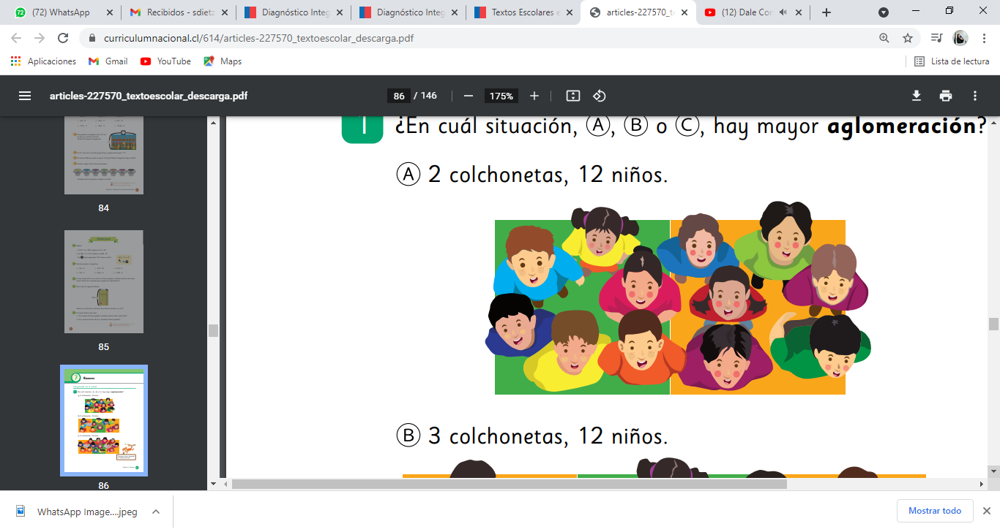 (72) WhatsApp
Recibidos - sdietz
Diagnóstico Integ
Diagnóstico Integ
Textos Escolares e
articles-227570_t
(12) Dale Cor
curriculumnacional.cl/614/articles-227570_textoescolar_descarga.pdf
Aplicaciones
Gmail
YouTube
Maps
Lista de lectura
articles-227570_textoescolar_descarga.pdf
86 / 146
175%
84
85
86
1 ¿En cuál situación, A, B o C, hay mayor aglomeración?
A 2 colchonetas, 12 niños.
B 3 colchonetas, 12 niños.
WhatsApp Image....jpeg
Mostrar todo